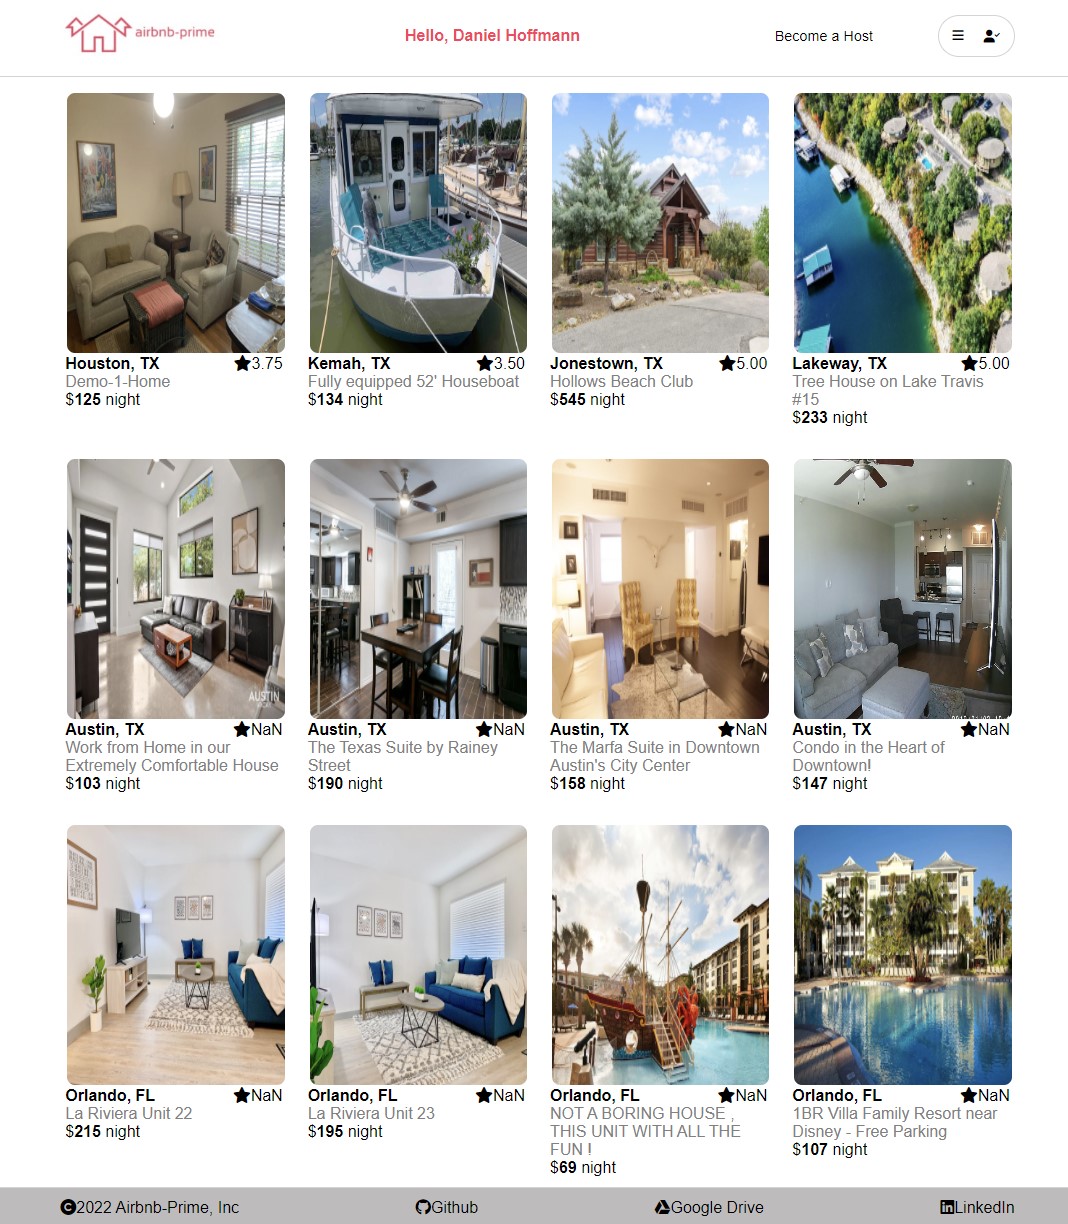 airbnb-prime
Hello, Daniel Hoffmann
Become a Host
Houston, TX 3.75
Demo-1-Home
$125 night
Kemah, TX 3.50
Fully equipped 52' Houseboat
$134 night
Jonestown, TX 5.00
Hollows Beach Club
$545 night
Lakeway, TX 5.00
Tree House on Lake Travis
#15
$233 night
AUSTIN
Austin, TX NaN
Work from Home in our
Extremely Comfortable House
$103 night
Austin, TX NaN
The Texas Suite by Rainey
Street
$190 night
Austin, TX NaN
The Marfa Suite in Downtown
Austin's City Center
$158 night
Austin, TX NaN
Condo in the Heart of
Downtown!
$147 night
Orlando, FL NaN
La Riviera Unit 22
$215 night
Orlando, FL NaN
La Riviera Unit 23
$195 night
Orlando, FL NaN
NOT A BORING HOUSE ,
THIS UNIT WITH ALL THE
FUN !
$69 night
Orlando, FL NaN
1BR Villa Family Resort near
Disney - Free Parking
$107 night
©2022 Airbnb-Prime, Inc
Github
Google Drive
LinkedIn